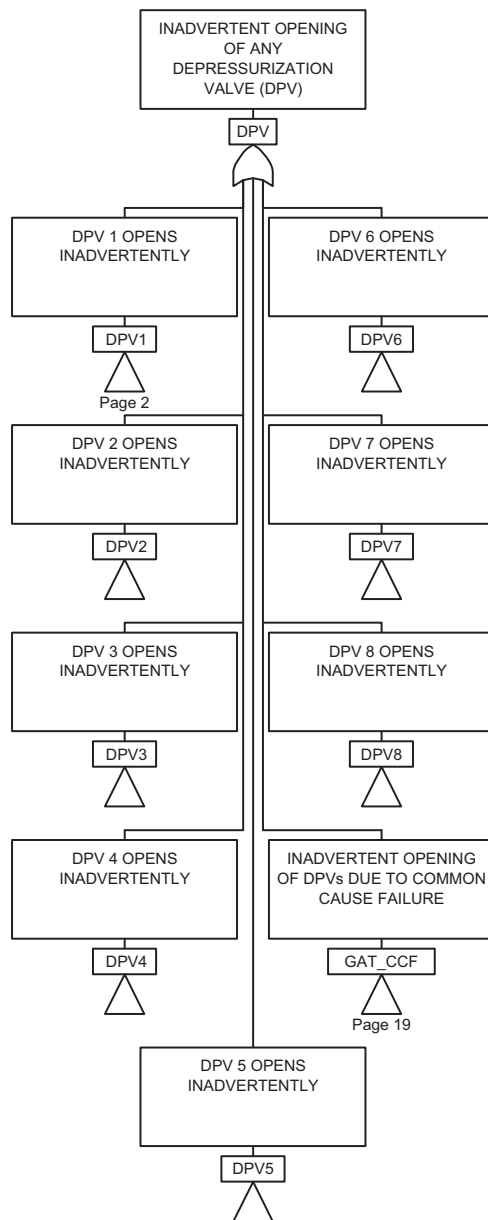 INADVERTENT OPENING
OF ANY
DEPRESSURIZATION
VALVE (DPV)
DPV
DPV 1 OPENS
INADVERTENTLY
DPV1
Page 2
DPV 6 OPENS
INADVERTENTLY
DPV6
DPV 2 OPENS
INADVERTENTLY
DPV2
DPV 7 OPENS
INADVERTENTLY
DPV7
DPV 3 OPENS
INADVERTENTLY
DPV3
DPV 8 OPENS
INADVERTENTLY
DPV8
DPV 4 OPENS
INADVERTENTLY
DPV4
INADVERTENT OPENING
OF DPVs DUE TO COMMON
CAUSE FAILURE
GAT_CCF
Page 19
DPV 5 OPENS
INADVERTENTLY
DPV5